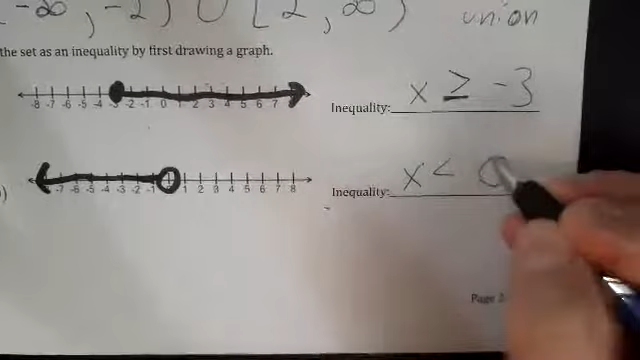 -∞, -2) ∪ [2, ∞)
union
the set as an inequality by first drawing a graph.
-8 -7 -6 -5 -4 -3 -2 -1 0 1 2 3 4 5 6 7
Inequality: x ≥ -3
-7 -6 -5 -4 -3 -2 -1 1 2 3 4 5 6 7 8
Inequality: x <
Page 2